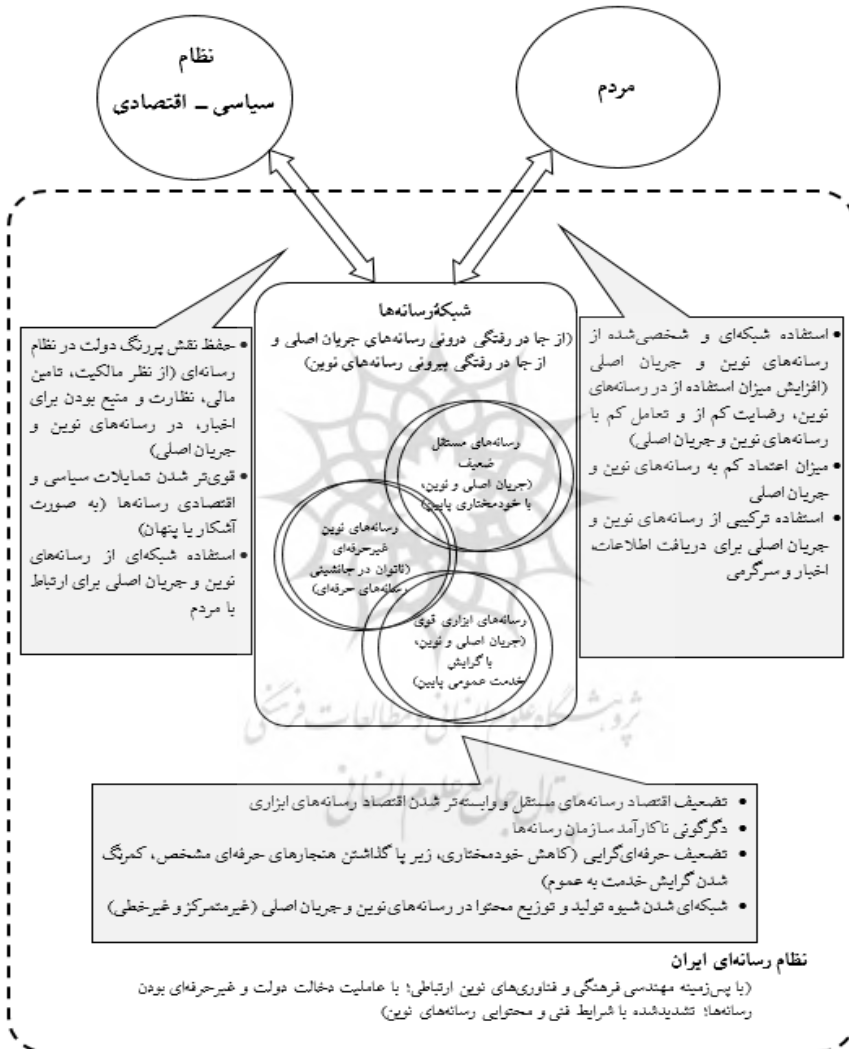 نظام
سیاسی – اقتصادی
مردم
شبکۀ‌رسانه‌ها
(از جا در رفتگی درونی رسانه‌های جریان اصلی و
از جا در رفتگی بیرونی رسانه‌های نوین)
• استفاده شبکه‌ای و شخصی‌شده از
رسانه‌های نوین و جریان اصلی
(افزایش میزان استفاده از در رسانه‌های
نوین، رضایت کم از و تعامل کم با
رسانه‌های نوین و جریان اصلی)
• میزان اعتماد کم به رسانه‌های نوین و
جریان اصلی
• استفاده ترکیبی از رسانه‌های نوین و
جریان اصلی برای دریافت اطلاعات،
اخبار و سرگرمی
رسانه‌های مستقل
ضعیف
(جریان اصلی و نوین،
با خودمختاری پایین)
رسانه‌های نوین
غیرحرفه‌ای
(ناتوان در جانشینی
رسانه‌های حرفه‌ای)
رسانه‌های ابزاری قوی
(جریان اصلی و نوین،
با گرایش
خدمت عمومی پایین)
• حفظ نقش پررنگ دولت در نظام
رسانه‌ای (از نظر مالکیت، تامین
مالی، نظارت و منبع بودن برای
اخبار، در رسانه‌های نوین و
جریان اصلی)
• قوی‌تر شدن تمایلات سیاسی و
اقتصادی رسانه‌ها (به صورت
آشکار یا پنهان)
• استفاده شبکه‌ای از رسانه‌های
نوین و جریان اصلی برای ارتباط
با مردم
پژوهشگاه علوم انسانی و مطالعات فرهنگی
پرتال جامع علوم انسانی
• تضعیف اقتصاد رسانه‌های مستقل و وابسته‌تر شدن اقتصاد رسانه‌های ابزاری
• دگرگونی ناکارآمد سازمان رسانه‌ها
• تضعیف حرفه‌ای‌گرایی (کاهش خودمختاری، زیر پا گذاشتن هنجارهای حرفه‌ای مشخص، کمرنگ
شدن گرایش خدمت به عموم)
• شبکه‌ای شدن شیوه تولید و توزیع محتوا در رسانه‌های نوین و جریان اصلی (غیرمتمرکز و غیرخطی)
نظام رسانه‌ای ایران
(با پس‌زمینه مهندسی فرهنگی و فناوری‌های نوین ارتباطی؛ با عاملیت دخالت دولت و غیرحرفه‌ای بودن
رسانه‌ها؛ تشدیدشده با شرایط فنی و محتوایی رسانه‌های نوین)